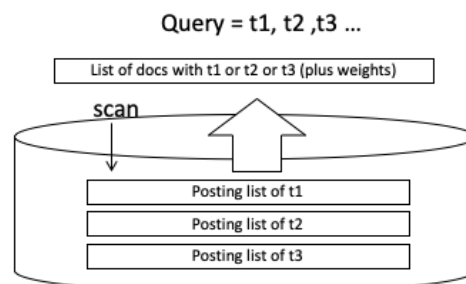 Query = t1, t2 ,t3 ...
List of docs with t1 or t2 or t3 (plus weights)
scan
Posting list of t1
Posting list of t2
Posting list of t3